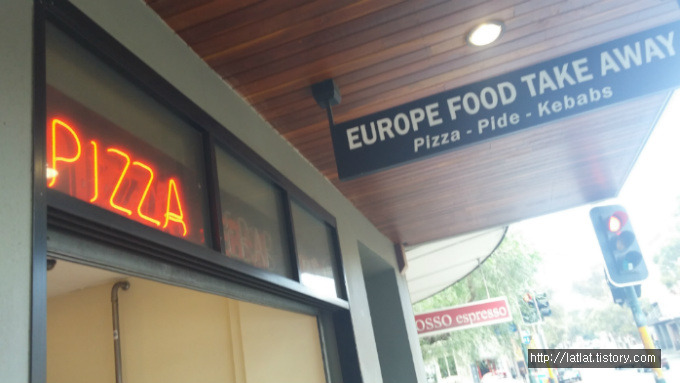 PIZZA
EUROPE FOOD TAKE AWAY
Pizza - Pide - Kebabs
OSSO espresso
http://latlat.tistory.com